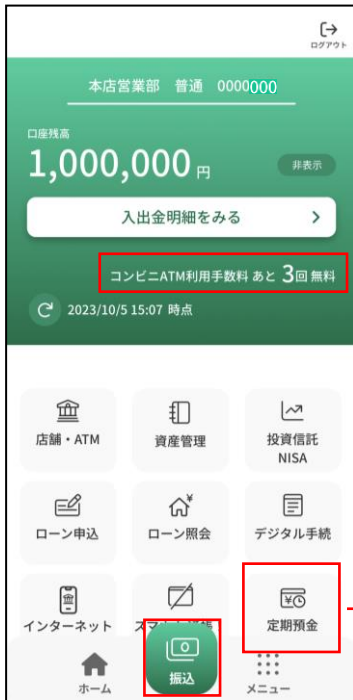 ログアウト
本店営業部 普通 0000000
口座残高
1,000,000 円
非表示
入出金明細をみる
コンビニATM利用手数料 あと 3回 無料
2023/10/5 15:07 時点
店舗・ATM
資産管理
投資信託
NISA
ローン申込
ローン照会
デジタル手続
インターネット
定期預金
ホーム
振込
メニュー